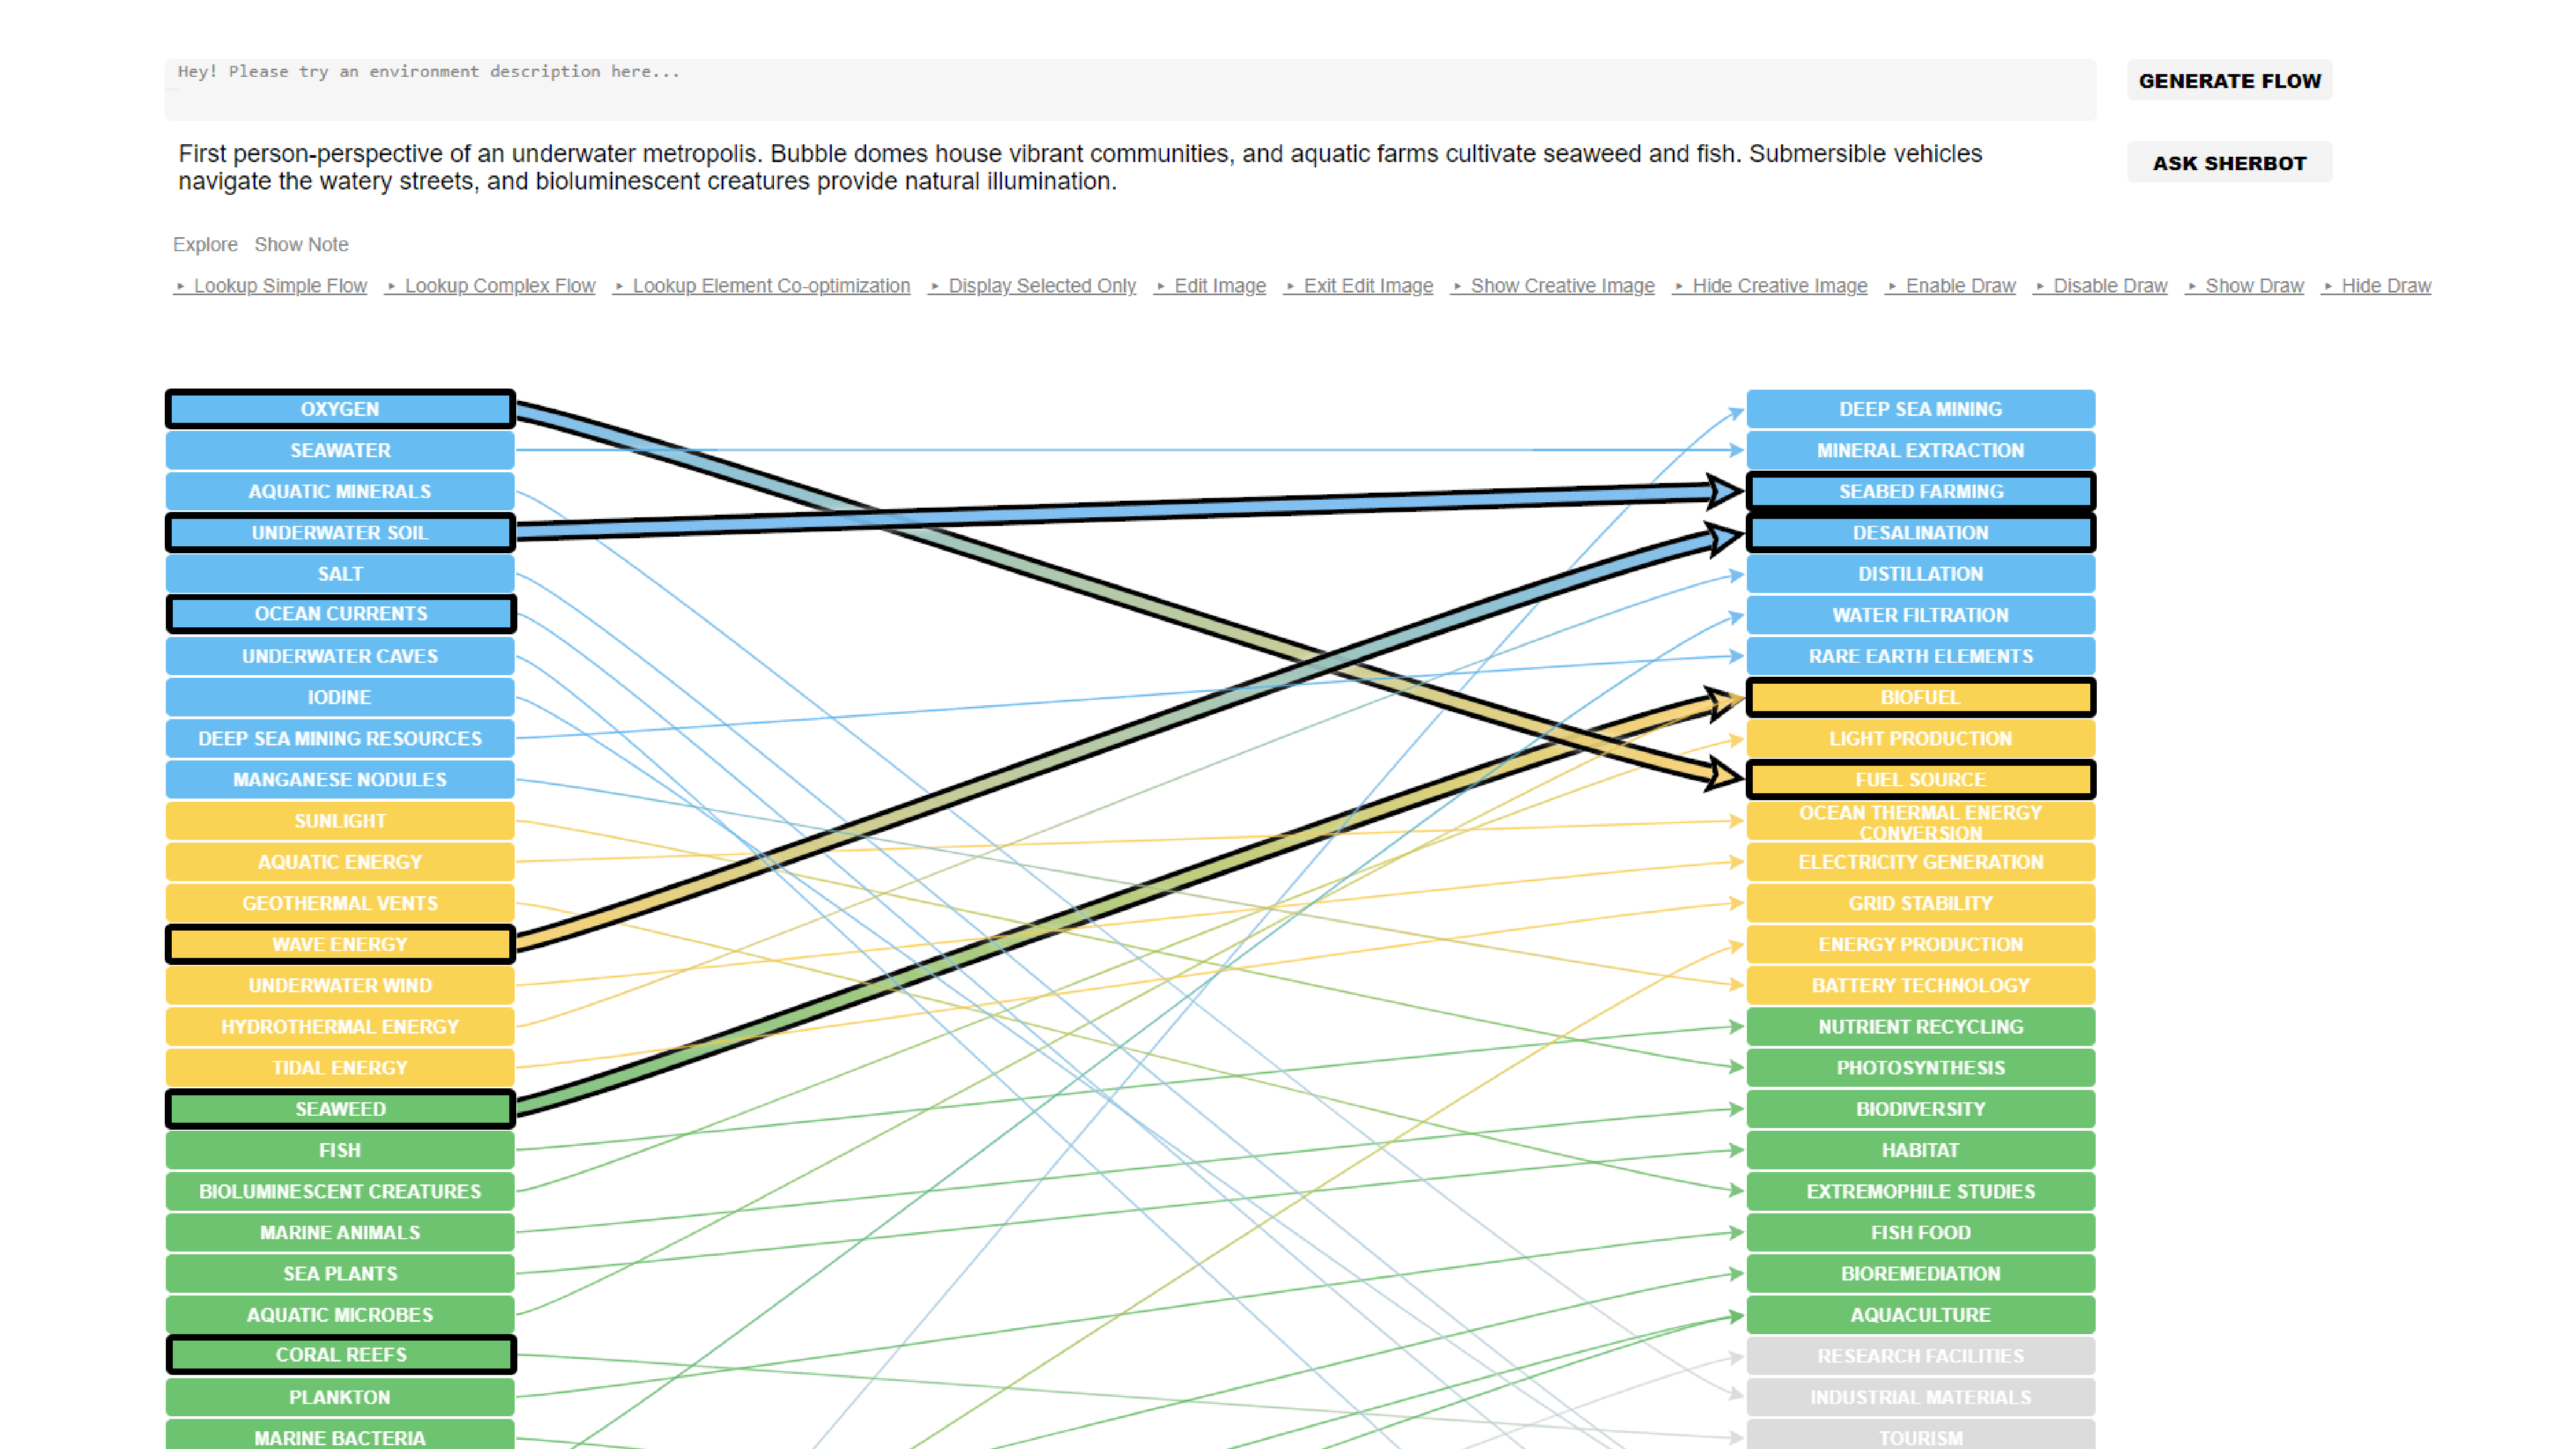 Hey! Please try an environment description here...
GENERATE FLOW
First person-perspective of an underwater metropolis. Bubble domes house vibrant communities, and aquatic farms cultivate seaweed and fish. Submersible vehicles
navigate the watery streets, and bioluminescent creatures provide natural illumination.
ASK SHERBOT
Explore Show Note
‣ Lookup Simple Flow ‣ Lookup Complex Flow ‣ Lookup Element Co-optimization ‣ Display Selected Only ‣ Edit Image ‣ Exit Edit Image ‣ Show Creative Image ‣ Hide Creative Image ‣ Enable Draw ‣ Disable Draw ‣ Show Draw ‣ Hide Draw
OXYGEN
SEAWATER
AQUATIC MINERALS
UNDERWATER SOIL
SALT
OCEAN CURRENTS
UNDERWATER CAVES
IODINE
DEEP SEA MINING RESOURCES
MANGANESE NODULES
SUNLIGHT
AQUATIC ENERGY
GEOTHERMAL VENTS
WAVE ENERGY
UNDERWATER WIND
HYDROTHERMAL ENERGY
TIDAL ENERGY
SEAWEED
FISH
BIOLUMINESCENT CREATURES
MARINE ANIMALS
SEA PLANTS
AQUATIC MICROBES
CORAL REEFS
PLANKTON
MARINE BACTERIA
DEEP SEA MINING
MINERAL EXTRACTION
SEABED FARMING
DESALINATION
DISTILLATION
WATER FILTRATION
RARE EARTH ELEMENTS
BIOFUEL
LIGHT PRODUCTION
FUEL SOURCE
OCEAN THERMAL ENERGY
CONVERSION
ELECTRICITY GENERATION
GRID STABILITY
ENERGY PRODUCTION
BATTERY TECHNOLOGY
NUTRIENT RECYCLING
PHOTOSYNTHESIS
BIODIVERSITY
HABITAT
EXTREMOPHILE STUDIES
FISH FOOD
BIOREMEDIATION
AQUACULTURE
RESEARCH FACILITIES
INDUSTRIAL MATERIALS
TOURISM